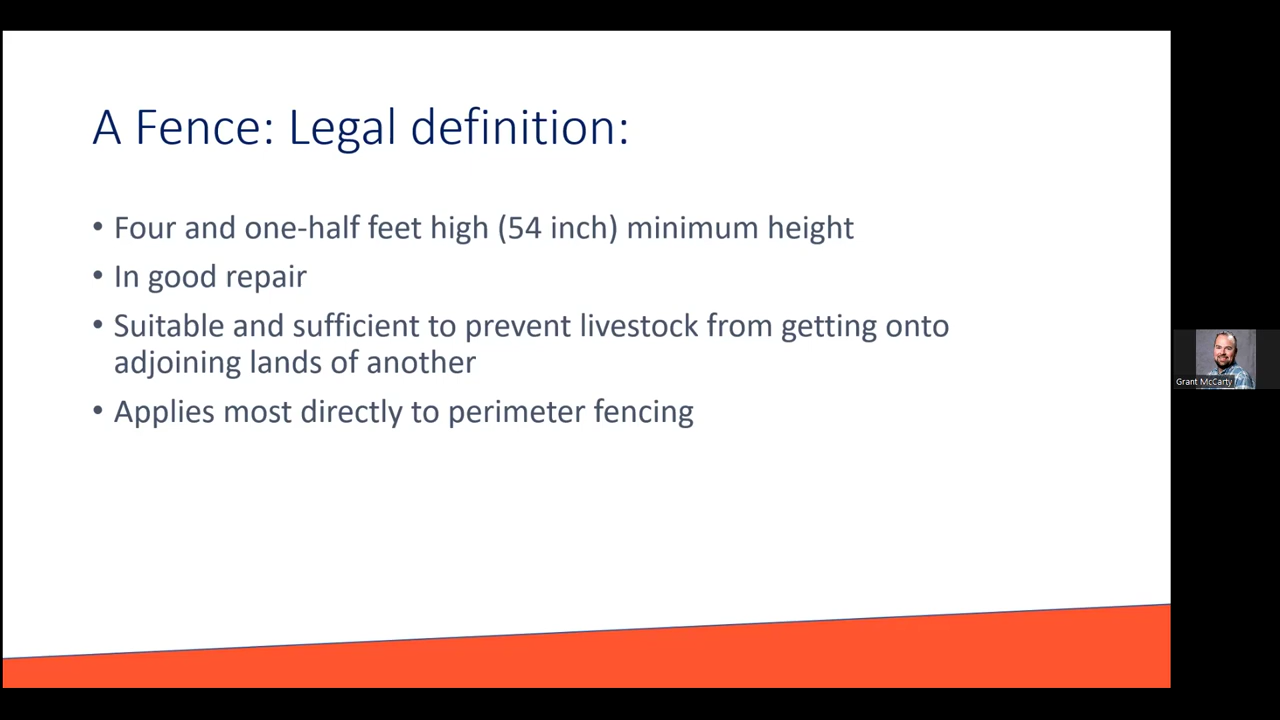 A Fence: Legal definition:
• Four and one-half feet high (54 inch) minimum height
• In good repair
• Suitable and sufficient to prevent livestock from getting onto
adjoining lands of another
• Applies most directly to perimeter fencing
Grant McCarty